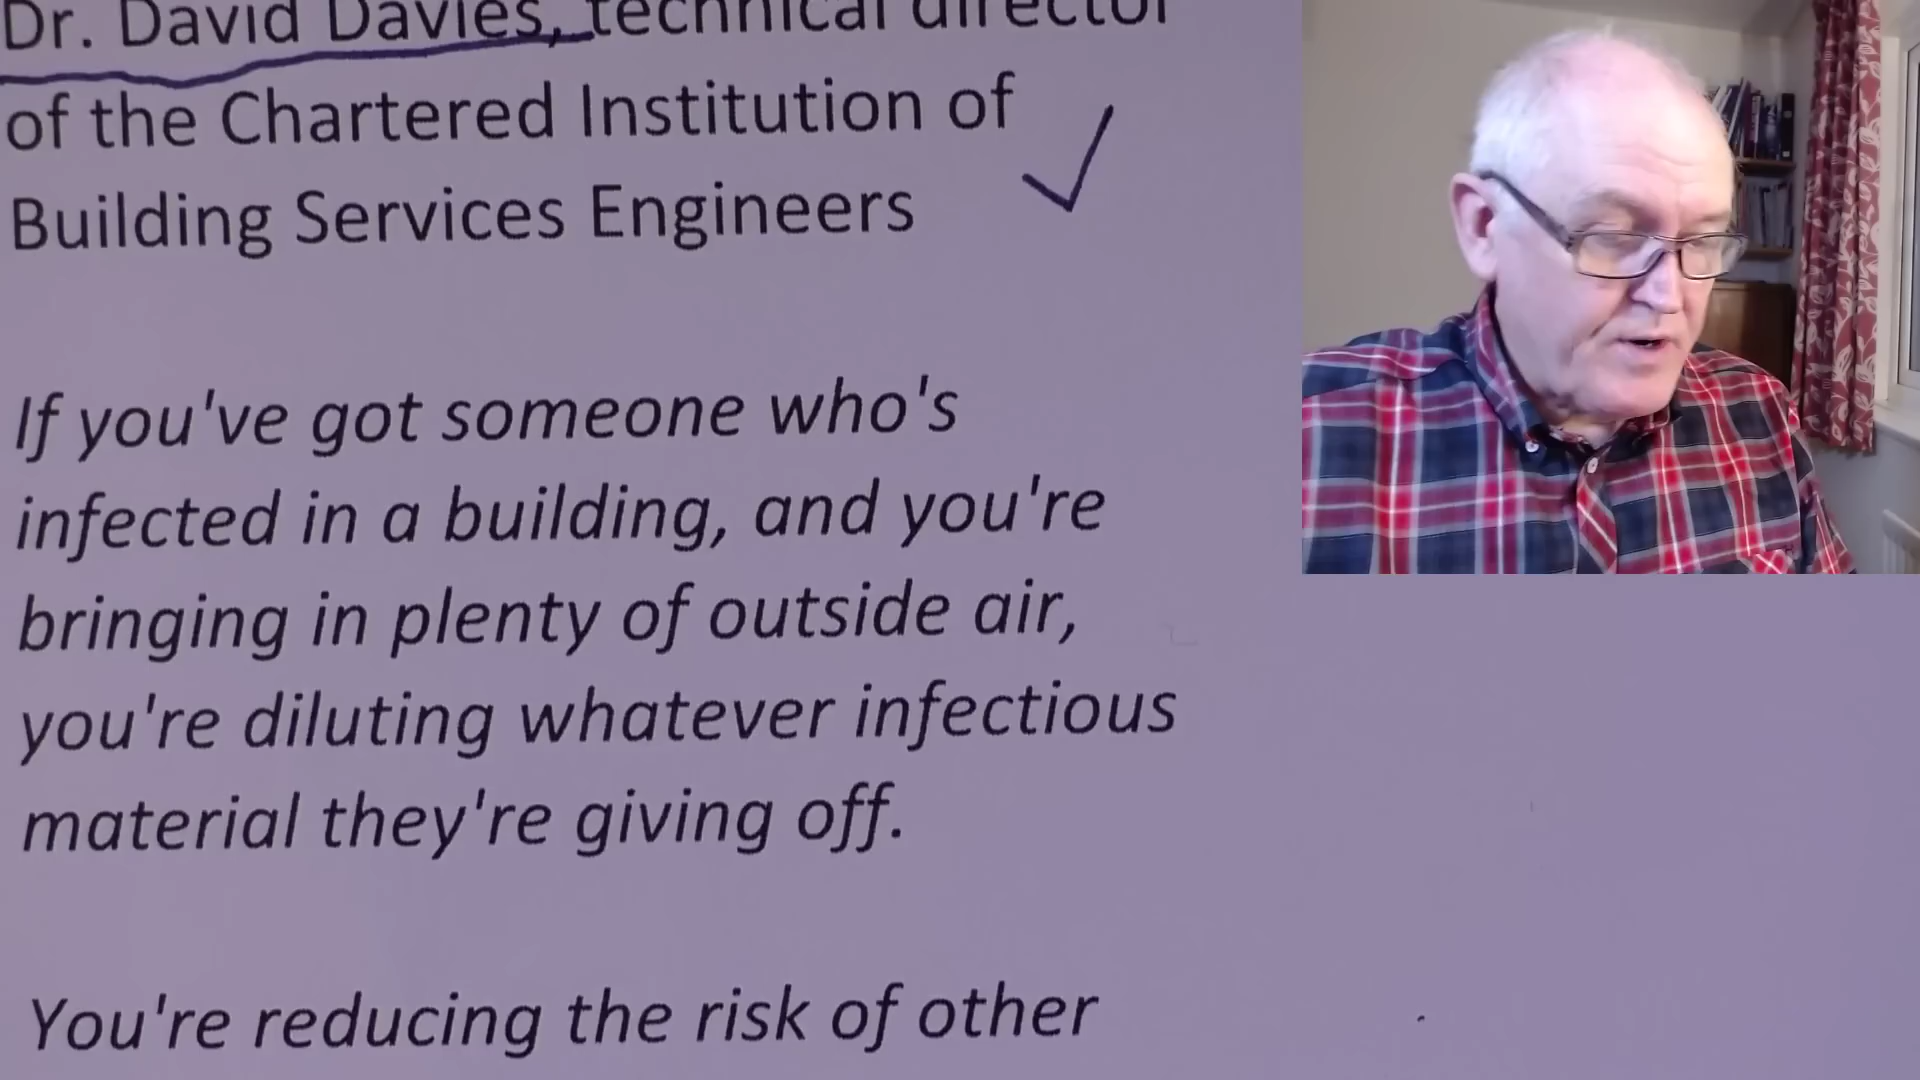 Dr. David Davies, technical director
of the Chartered Institution of
Building Services Engineers
If you've got someone who's
infected in a building, and you're
bringing in plenty of outside air,
you're diluting whatever infectious
material they're giving off.
You're reducing the risk of other